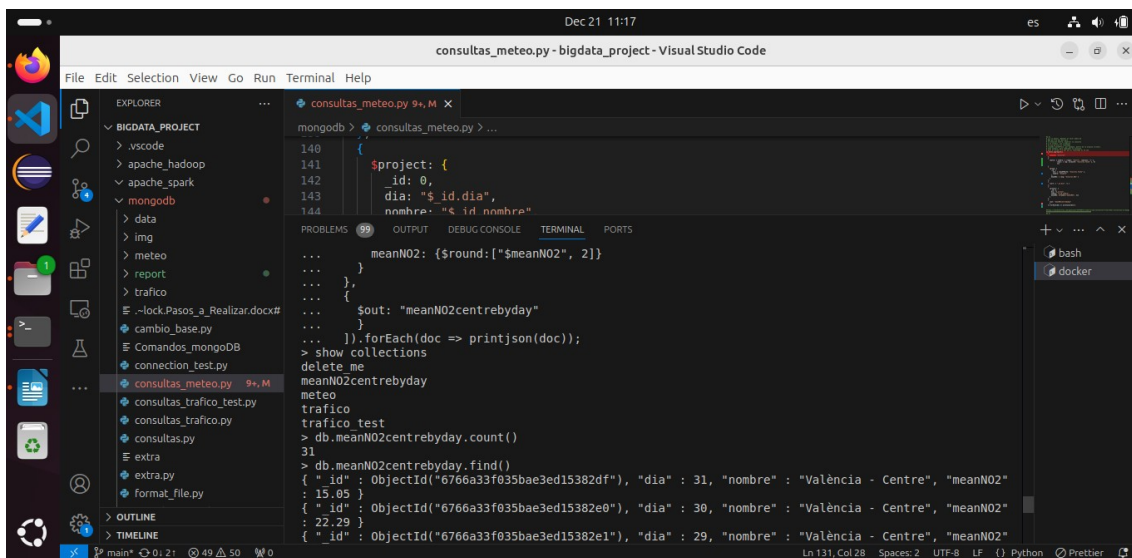 Dec 21 11:17
es
consultas_meteo.py - bigdata_project - Visual Studio Code
File Edit Selection View Go Run Terminal Help
EXPLORER
BIGDATA_PROJECT
.vscode
apache_hadoop
apache_spark
mongodb
data
img
meteo
report
trafico
.~lock.Pasos_a_Realizar.docx#
cambio_base.py
Comandos_mongoDB
connection_test.py
consultas_meteo.py 9+, M
consultas_trafico_test.py
consultas_trafico.py
consultas.py
extra
extra.py
format_file.py
OUTLINE
TIMELINE
4
1
consultas_meteo.py 9+, M
mongodb > consultas_meteo.py > ...
140 {
141 $project: {
142 _id: 0,
143 dia: "$_id.dia",
144 nombre: "$_id.nombre"
PROBLEMS 99 OUTPUT DEBUG CONSOLE TERMINAL PORTS
bash
docker
... meanNO2: {$round:["$meanNO2", 2]}
... }
... },
... {
... $out: "meanNO2centrebyday"
... }
... ]).forEach(doc => printjson(doc));
> show collections
delete_me
meanNO2centrebyday
meteo
trafico
trafico_test
> db.meanNO2centrebyday.count()
31
> db.meanNO2centrebyday.find()
{ "_id" : ObjectId("6766a33f035bae3ed15382df"), "dia" : 31, "nombre" : "València - Centre", "meanNO2"
: 15.05 }
{ "_id" : ObjectId("6766a33f035bae3ed15382e0"), "dia" : 30, "nombre" : "València - Centre", "meanNO2"
: 22.29 }
{ "_id" : ObjectId("6766a33f035bae3ed15382e1"), "dia" : 29, "nombre" : "València - Centre", "meanNO2"
main* 0↓ 2↑ 49 50 0 Ln 131, Col 28 Spaces: 2 UTF-8 LF {} Python Prettier